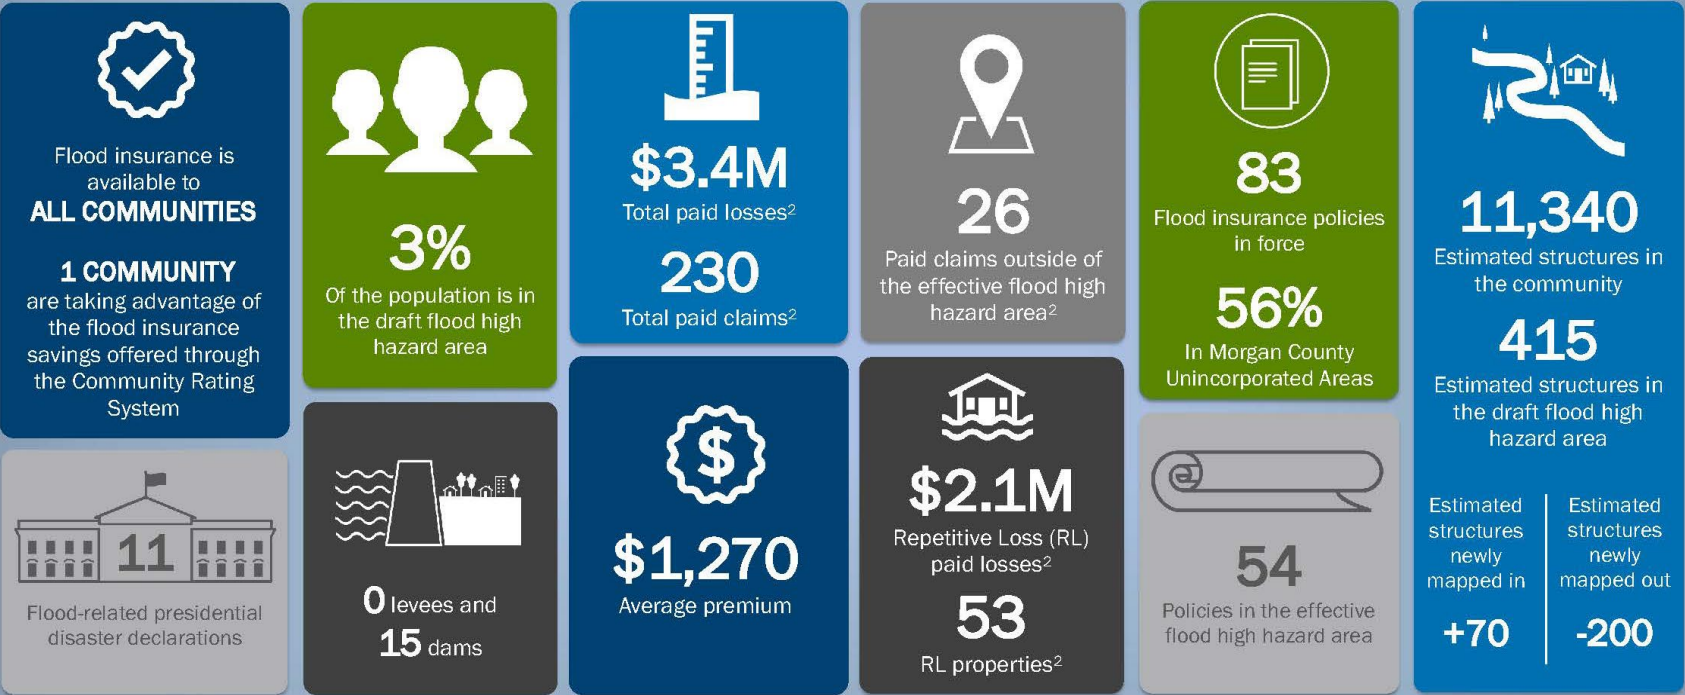 Flood insurance is
available to
ALL COMMUNITIES
1 COMMUNITY
are taking advantage of
the flood insurance
savings offered through
the Community Rating
System
11
Flood-related presidential
disaster declarations
3%
Of the population is in
the draft flood high
hazard area
0 levees and
15 dams
$3.4M
Total paid losses²
230
Total paid claims²
$
$1,270
Average premium
26
Paid claims outside of
the effective flood high
hazard area²
$2.1M
Repetitive Loss (RL)
paid losses²
53
RL properties²
83
Flood insurance policies
in force
56%
In Morgan County
Unincorporated Areas
54
Policies in the effective
flood high hazard area
11,340
Estimated structures in
the community
415
Estimated structures in
the draft flood high
hazard area
Estimated
structures
newly
mapped in
+70
Estimated
structures
newly
mapped out
-200